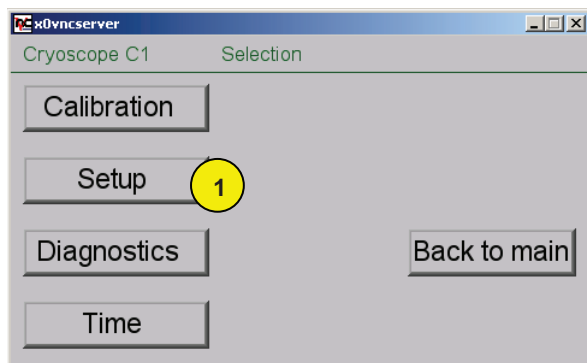 x0vncserver
Cryoscope C1 Selection
Calibration
Setup
1
Diagnostics
Back to main
Time